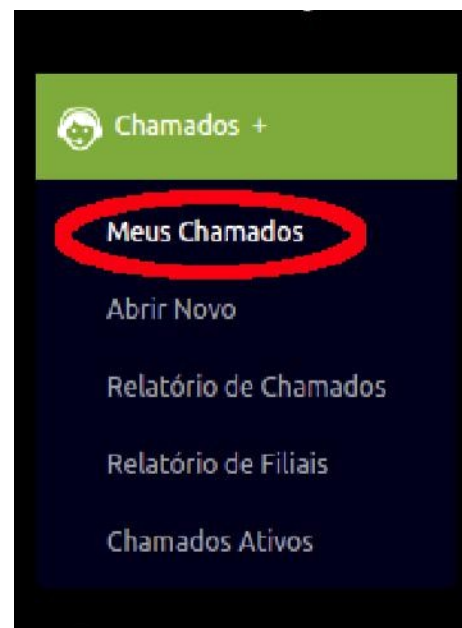 Chamados +
Meus Chamados
Abrir Novo
Relatório de Chamados
Relatório de Filiais
Chamados Ativos